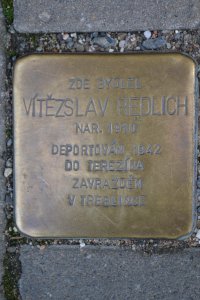 ZDE BYDLEL
VÍTĚZSLAV REDLICH
NAR.
DEPORTOVÁN 1942
DO TEREZÍNA
ZAVRAŽDĚN
V TREBLINCE